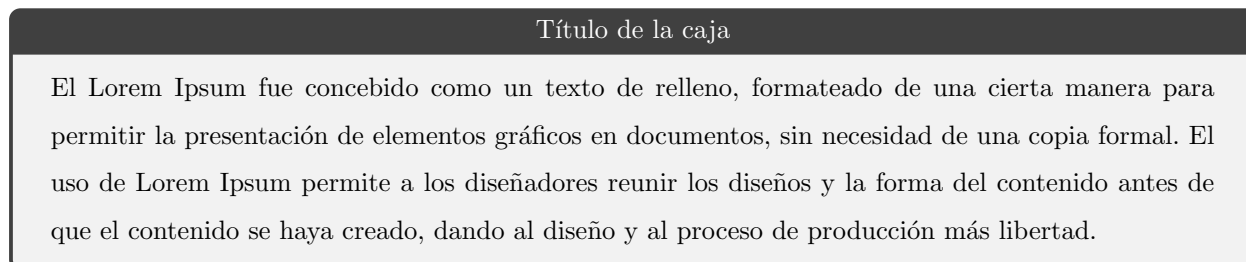 Título de la caja
El Lorem Ipsum fue concebido como un texto de relleno, formateado de una cierta manera para
permitir la presentación de elementos gráficos en documentos, sin necesidad de una copia formal. El
uso de Lorem Ipsum permite a los diseñadores reunir los diseños y la forma del contenido antes de
que el contenido se haya creado, dando al diseño y al proceso de producción más libertad.